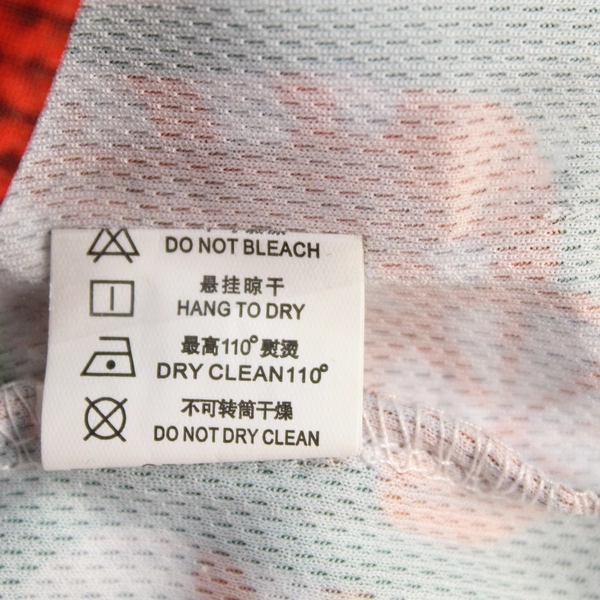 DO NOT BLEACH
悬挂晾干
HANG TO DRY
最高110°熨烫
DRY CLEAN110°
不可转筒干燥
DO NOT DRY CLEAN